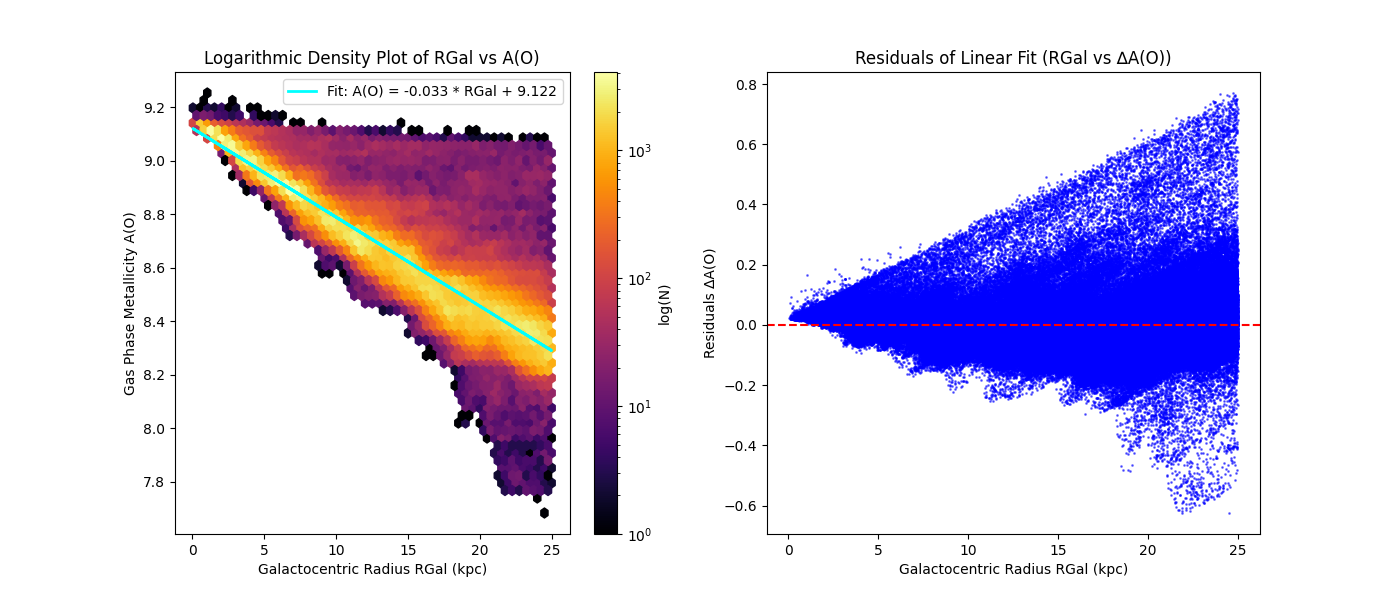 Logarithmic Density Plot of RGal vs A(O)
Fit: A(O) = -0.033 * RGal + 9.122
9.2
9.0
8.8
8.6
8.4
8.2
8.0
7.8
Gas Phase Metallicity A(O)
0 5 10 15 20 25
Galactocentric Radius RGal (kpc)
10³
10²
10¹
10⁰
log(N)
Residuals of Linear Fit (RGal vs ΔA(O))
0.8
0.6
0.4
0.2
0.0
−0.2
−0.4
−0.6
Residuals ΔA(O)
0 5 10 15 20 25
Galactocentric Radius RGal (kpc)